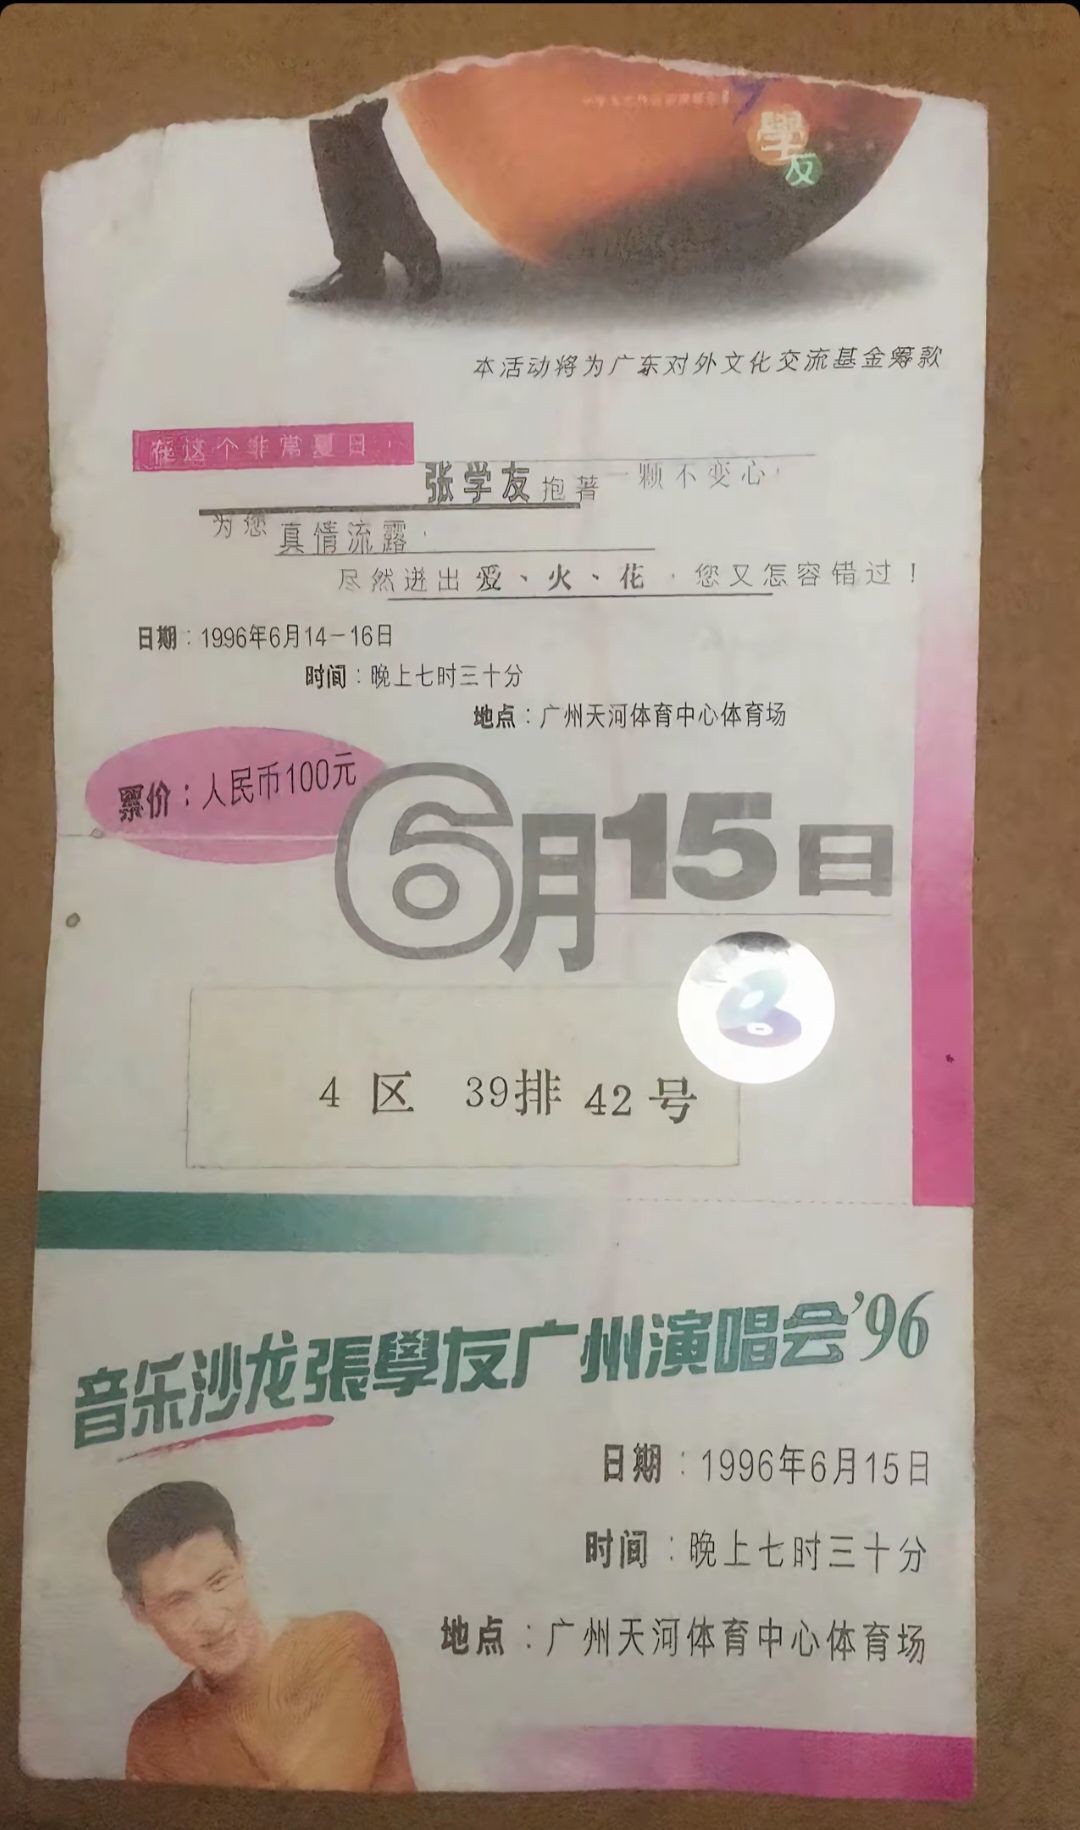 學
友
本活动将为广东对外文化交流基金筹款
在这个非常夏日，
张学友抱著一颗不变心，
为您真情流露，
尽然迸出爱、火、花，您又怎容错过！
日期：1996年6月14-16日
时间：晚上七时三十分
地点：广州天河体育中心体育场
票价：人民币100元
6月15日
4 区 39排 42 号
音乐沙龙張學友广州演唱会'96
日期：1996年6月15日
时间：晚上七时三十分
地点：广州天河体育中心体育场